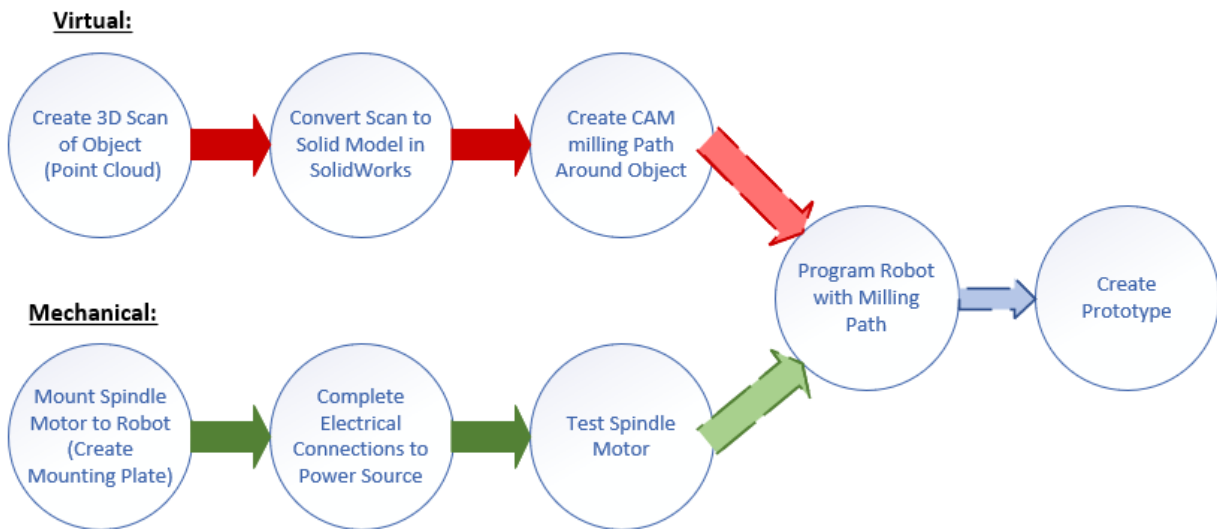 Virtual:
Create 3D Scan
of Object
(Point Cloud)
Convert Scan to
Solid Model in
SolidWorks
Create CAM
milling Path
Around Object
Program Robot
with Milling
Path
Create
Prototype
Mechanical:
Mount Spindle
Motor to Robot
(Create
Mounting Plate)
Complete
Electrical
Connections to
Power Source
Test Spindle
Motor